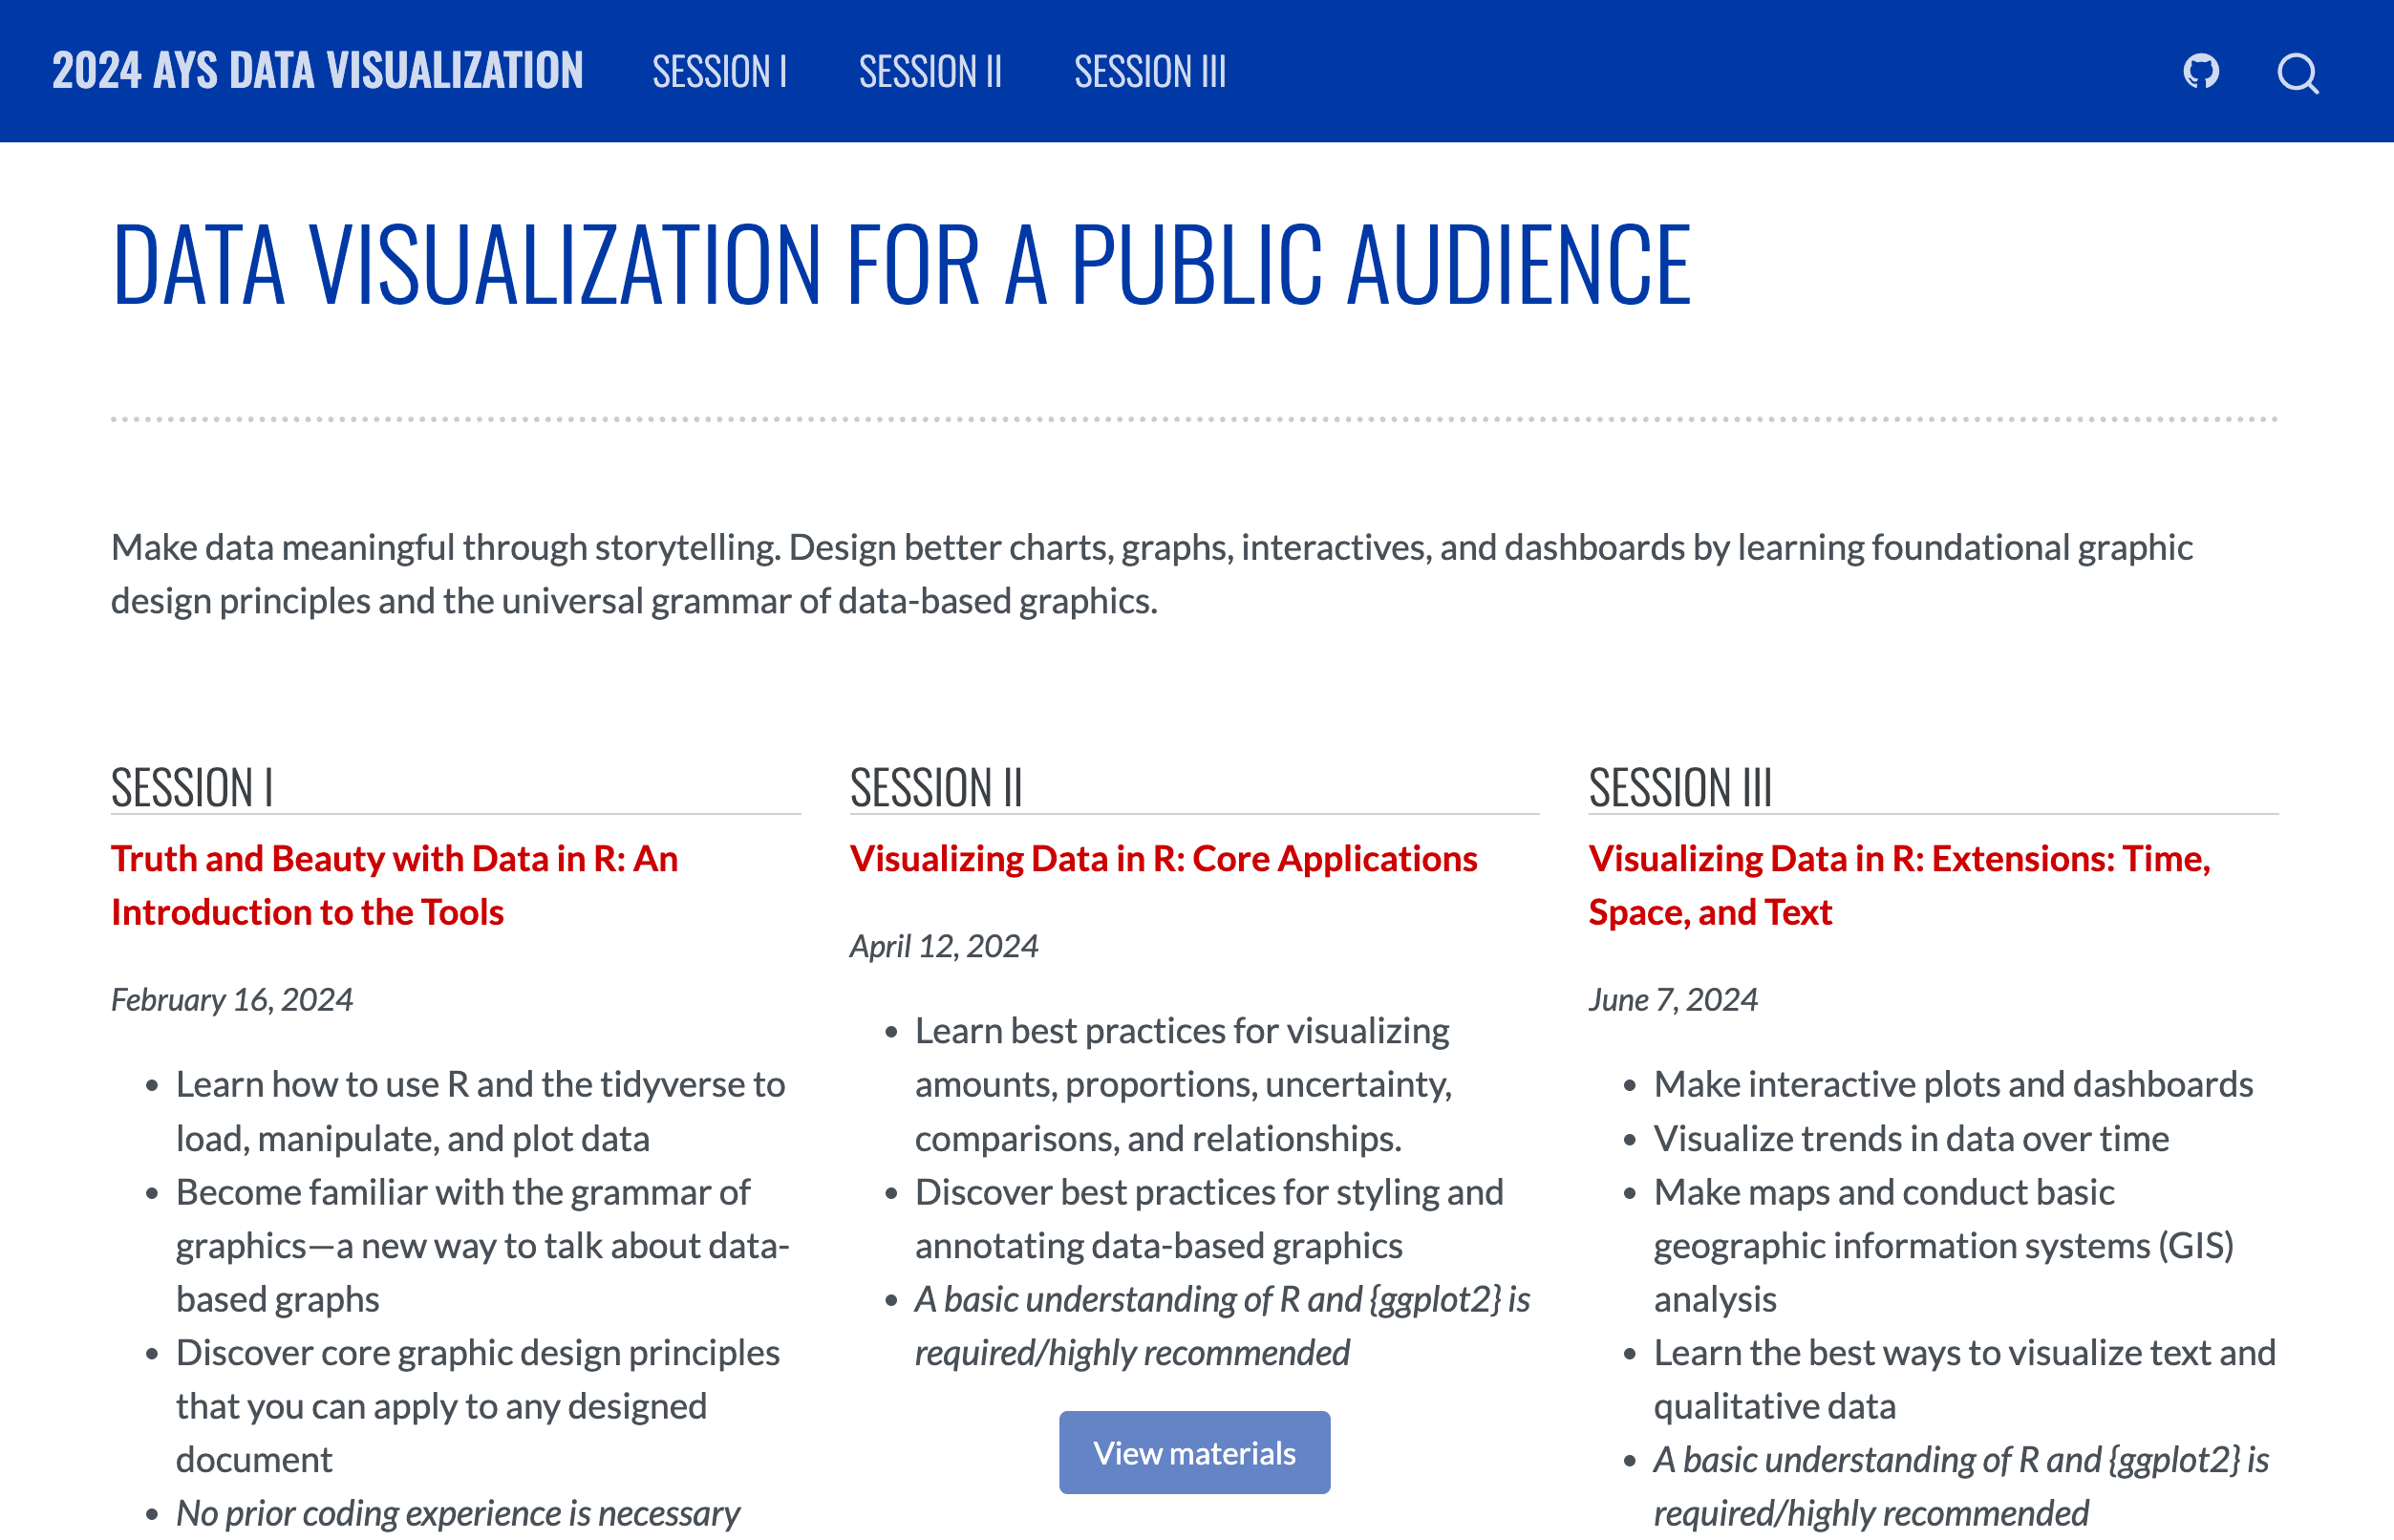 2024 AYS DATA VISUALIZATION
SESSION I
SESSION II
SESSION III
DATA VISUALIZATION FOR A PUBLIC AUDIENCE
Make data meaningful through storytelling. Design better charts, graphs, interactives, and dashboards by learning foundational graphic
design principles and the universal grammar of data-based graphics.
SESSION I
Truth and Beauty with Data in R: An
Introduction to the Tools
February 16, 2024
• Learn how to use R and the tidyverse to
load, manipulate, and plot data
• Become familiar with the grammar of
graphics—a new way to talk about data-
based graphs
• Discover core graphic design principles
that you can apply to any designed
document
• No prior coding experience is necessary
SESSION II
Visualizing Data in R: Core Applications
April 12, 2024
• Learn best practices for visualizing
amounts, proportions, uncertainty,
comparisons, and relationships.
• Discover best practices for styling and
annotating data-based graphics
• A basic understanding of R and {ggplot2} is
required/highly recommended
View materials
SESSION III
Visualizing Data in R: Extensions: Time,
Space, and Text
June 7, 2024
• Make interactive plots and dashboards
• Visualize trends in data over time
• Make maps and conduct basic
geographic information systems (GIS)
analysis
• Learn the best ways to visualize text and
qualitative data
• A basic understanding of R and {ggplot2} is
required/highly recommended